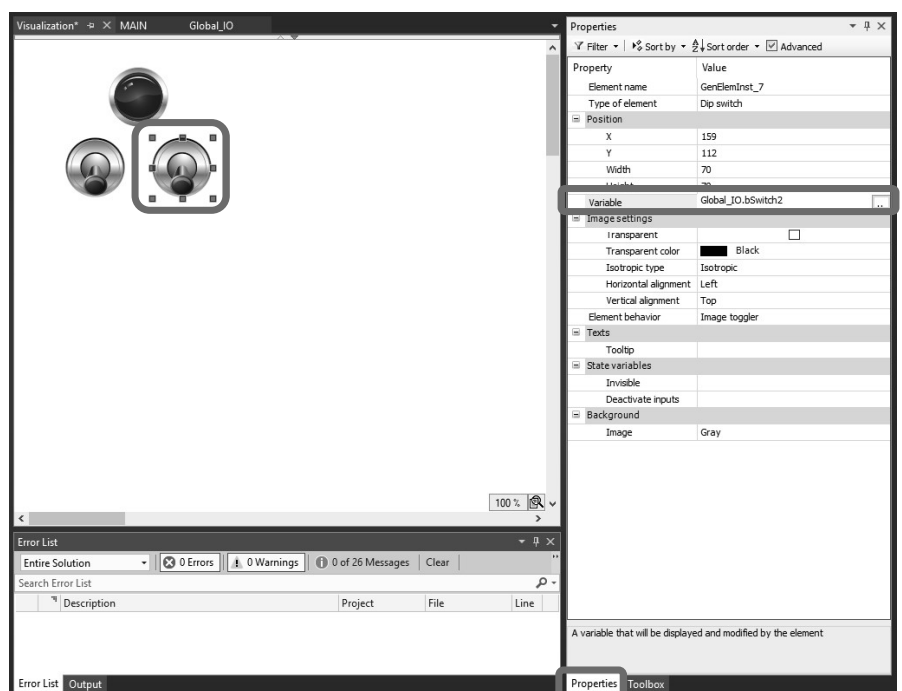 Visualization* MAIN Global_IO
100 %
Error List
Entire Solution 0 Errors 0 Warnings 0 of 26 Messages Clear
Search Error List
Description Project File Line
Error List Output
Properties
Filter Sort by Sort order Advanced
Property Value
Element name GenElemInst_7
Type of element Dip switch
Position
X 159
Y 112
Width 70
Height 70
Variable Global_IO.bSwitch2 ..
Image settings
Transparent
Transparent color Black
Isotropic type Isotropic
Horizontal alignment Left
Vertical alignment Top
Element behavior Image toggler
Texts
Tooltip
State variables
Invisible
Deactivate inputs
Background
Image Gray
A variable that will be displayed and modified by the element
Properties Toolbox